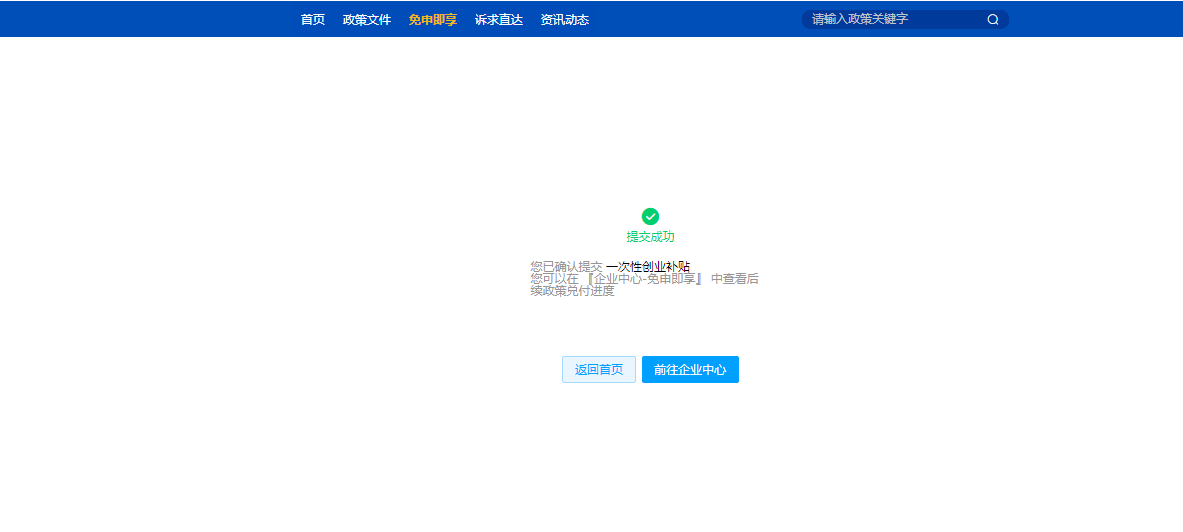 首页 政策文件 免申即享 诉求直达 资讯动态 请输入政策关键字
提交成功
您已确认提交 一次性创业补贴
您可以在 『企业中心-免申即享』 中查看后
续政策兑付进度
返回首页 前往企业中心